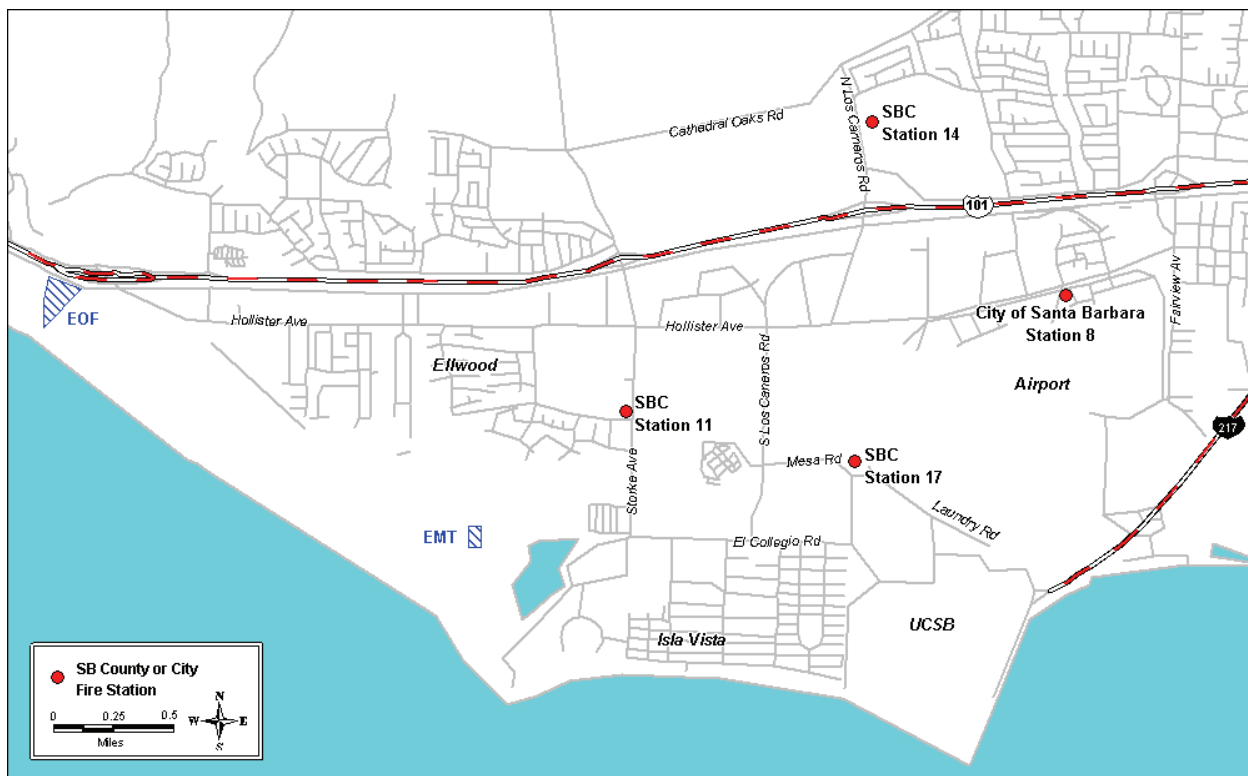 N Los Carneros Rd
SBC
Station 14
Cathedral Oaks Rd
101
EOF
Hollister Ave
Hollister Ave
City of Santa Barbara
Station 8
Fairview Av
Ellwood
S Los Caneros Rd
Airport
SBC
Station 11
217
Storke Ave
Mesa Rd
SBC
Station 17
Laundry Rd
EMT
El Collegio Rd
Isla Vista
UCSB
SB County or City
Fire Station
0 0.25 0.5
Miles
N
W E
S